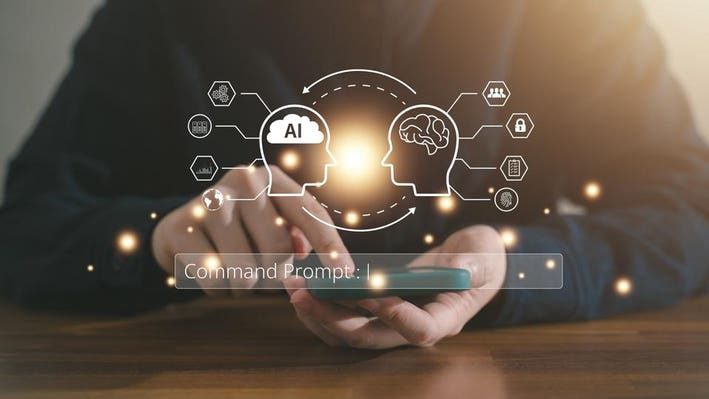 AI
Command Prompt : |